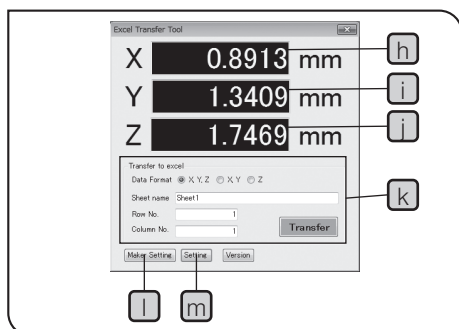 Excel Transfer Tool
X 0.8913 mm h
Y 1.3409 mm i
Z 1.7469 mm j
Transfer to excel
Data Format X, Y, Z X, Y Z
Sheet name Sheet1 k
Row No. 1
Column No. 1 Transfer
Maker Setting Setting Version
l m